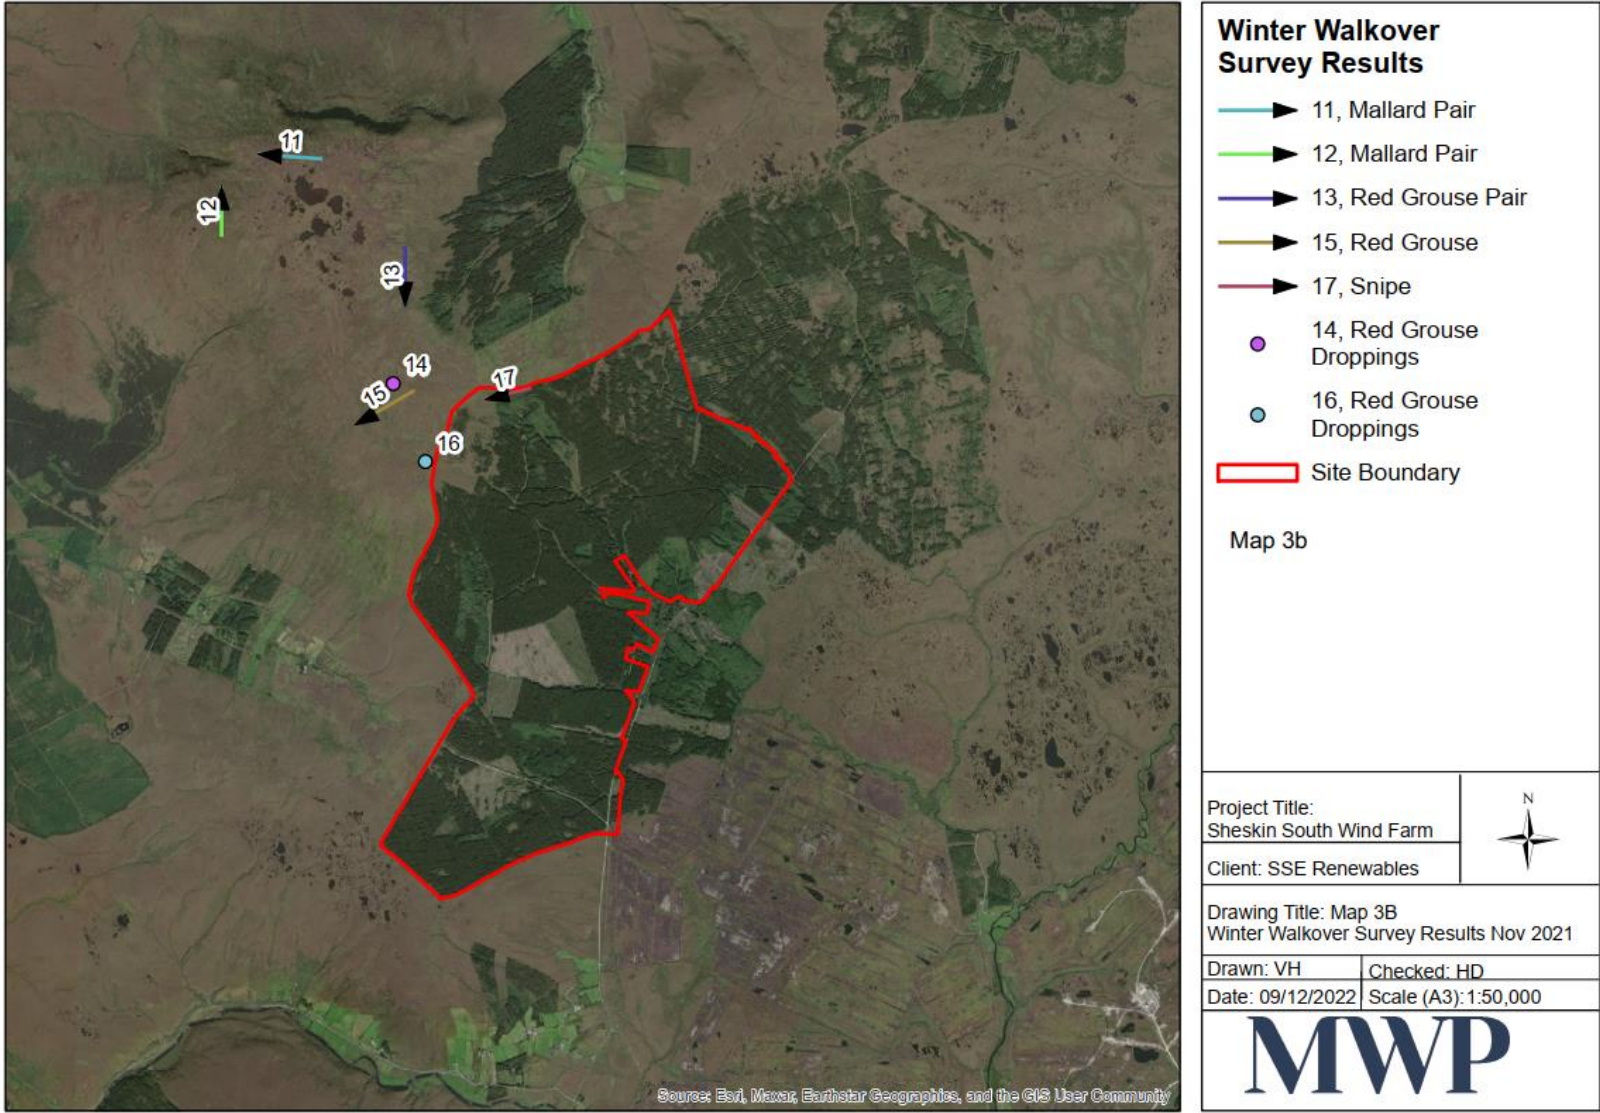 11
12
13
14
15
17
16
Source: Esri, Maxar, Earthstar Geographics, and the GIS User Community
Winter Walkover
Survey Results
11, Mallard Pair
12, Mallard Pair
13, Red Grouse Pair
15, Red Grouse
17, Snipe
14, Red Grouse
Droppings
16, Red Grouse
Droppings
Site Boundary
Map 3b
Project Title:
Sheskin South Wind Farm
N
Client: SSE Renewables
Drawing Title: Map 3B
Winter Walkover Survey Results Nov 2021
Drawn: VH
Checked: HD
Date: 09/12/2022
Scale (A3):1:50,000
MWP